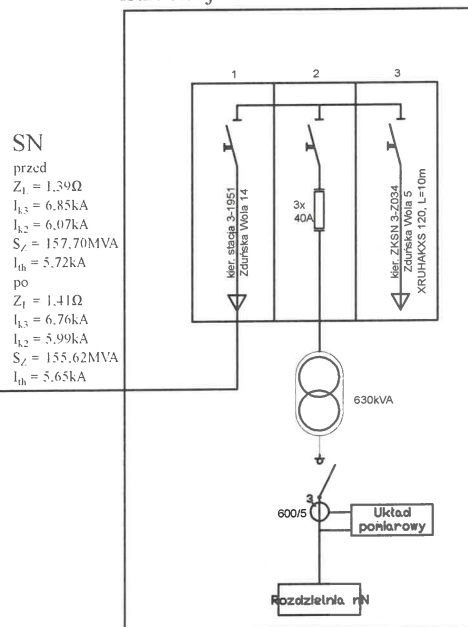 SN
przed
Z₁ = 1.39Ω
Iₖ₃ = 6.85kA
Iₖ₂ = 6.07kA
S_Z = 157.70MVA
Iₜₕ = 5.72kA
po
Z₁ = 1.41Ω
Iₖ₃ = 6.76kA
Iₖ₂ = 5.99kA
S_Z = 155.62MVA
Iₜₕ = 5.65kA
1
2
3
kier. stacja 3-1951
Zduńska Wola 14
3x
40A
kier. ZKSN 3-Z034
Zduńska Wola 5
XRUHAKXS 120, L=10m
630kVA
3
600/5
Układ
pomiarowy
Rozdzielnia nN